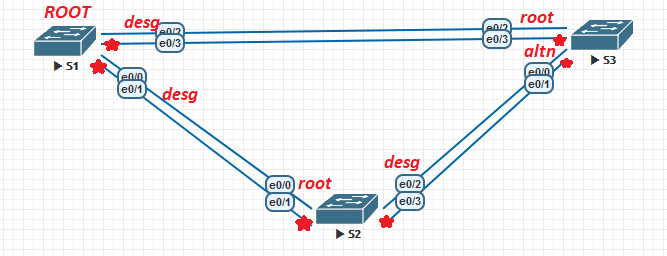 ROOT
desg
e0/2
e0/3
S1
e0/2
e0/3
root
altn
S3
e0/0
e0/1
desg
e0/0
e0/1
desg
e0/0
e0/1
root
e0/2
e0/3
S2